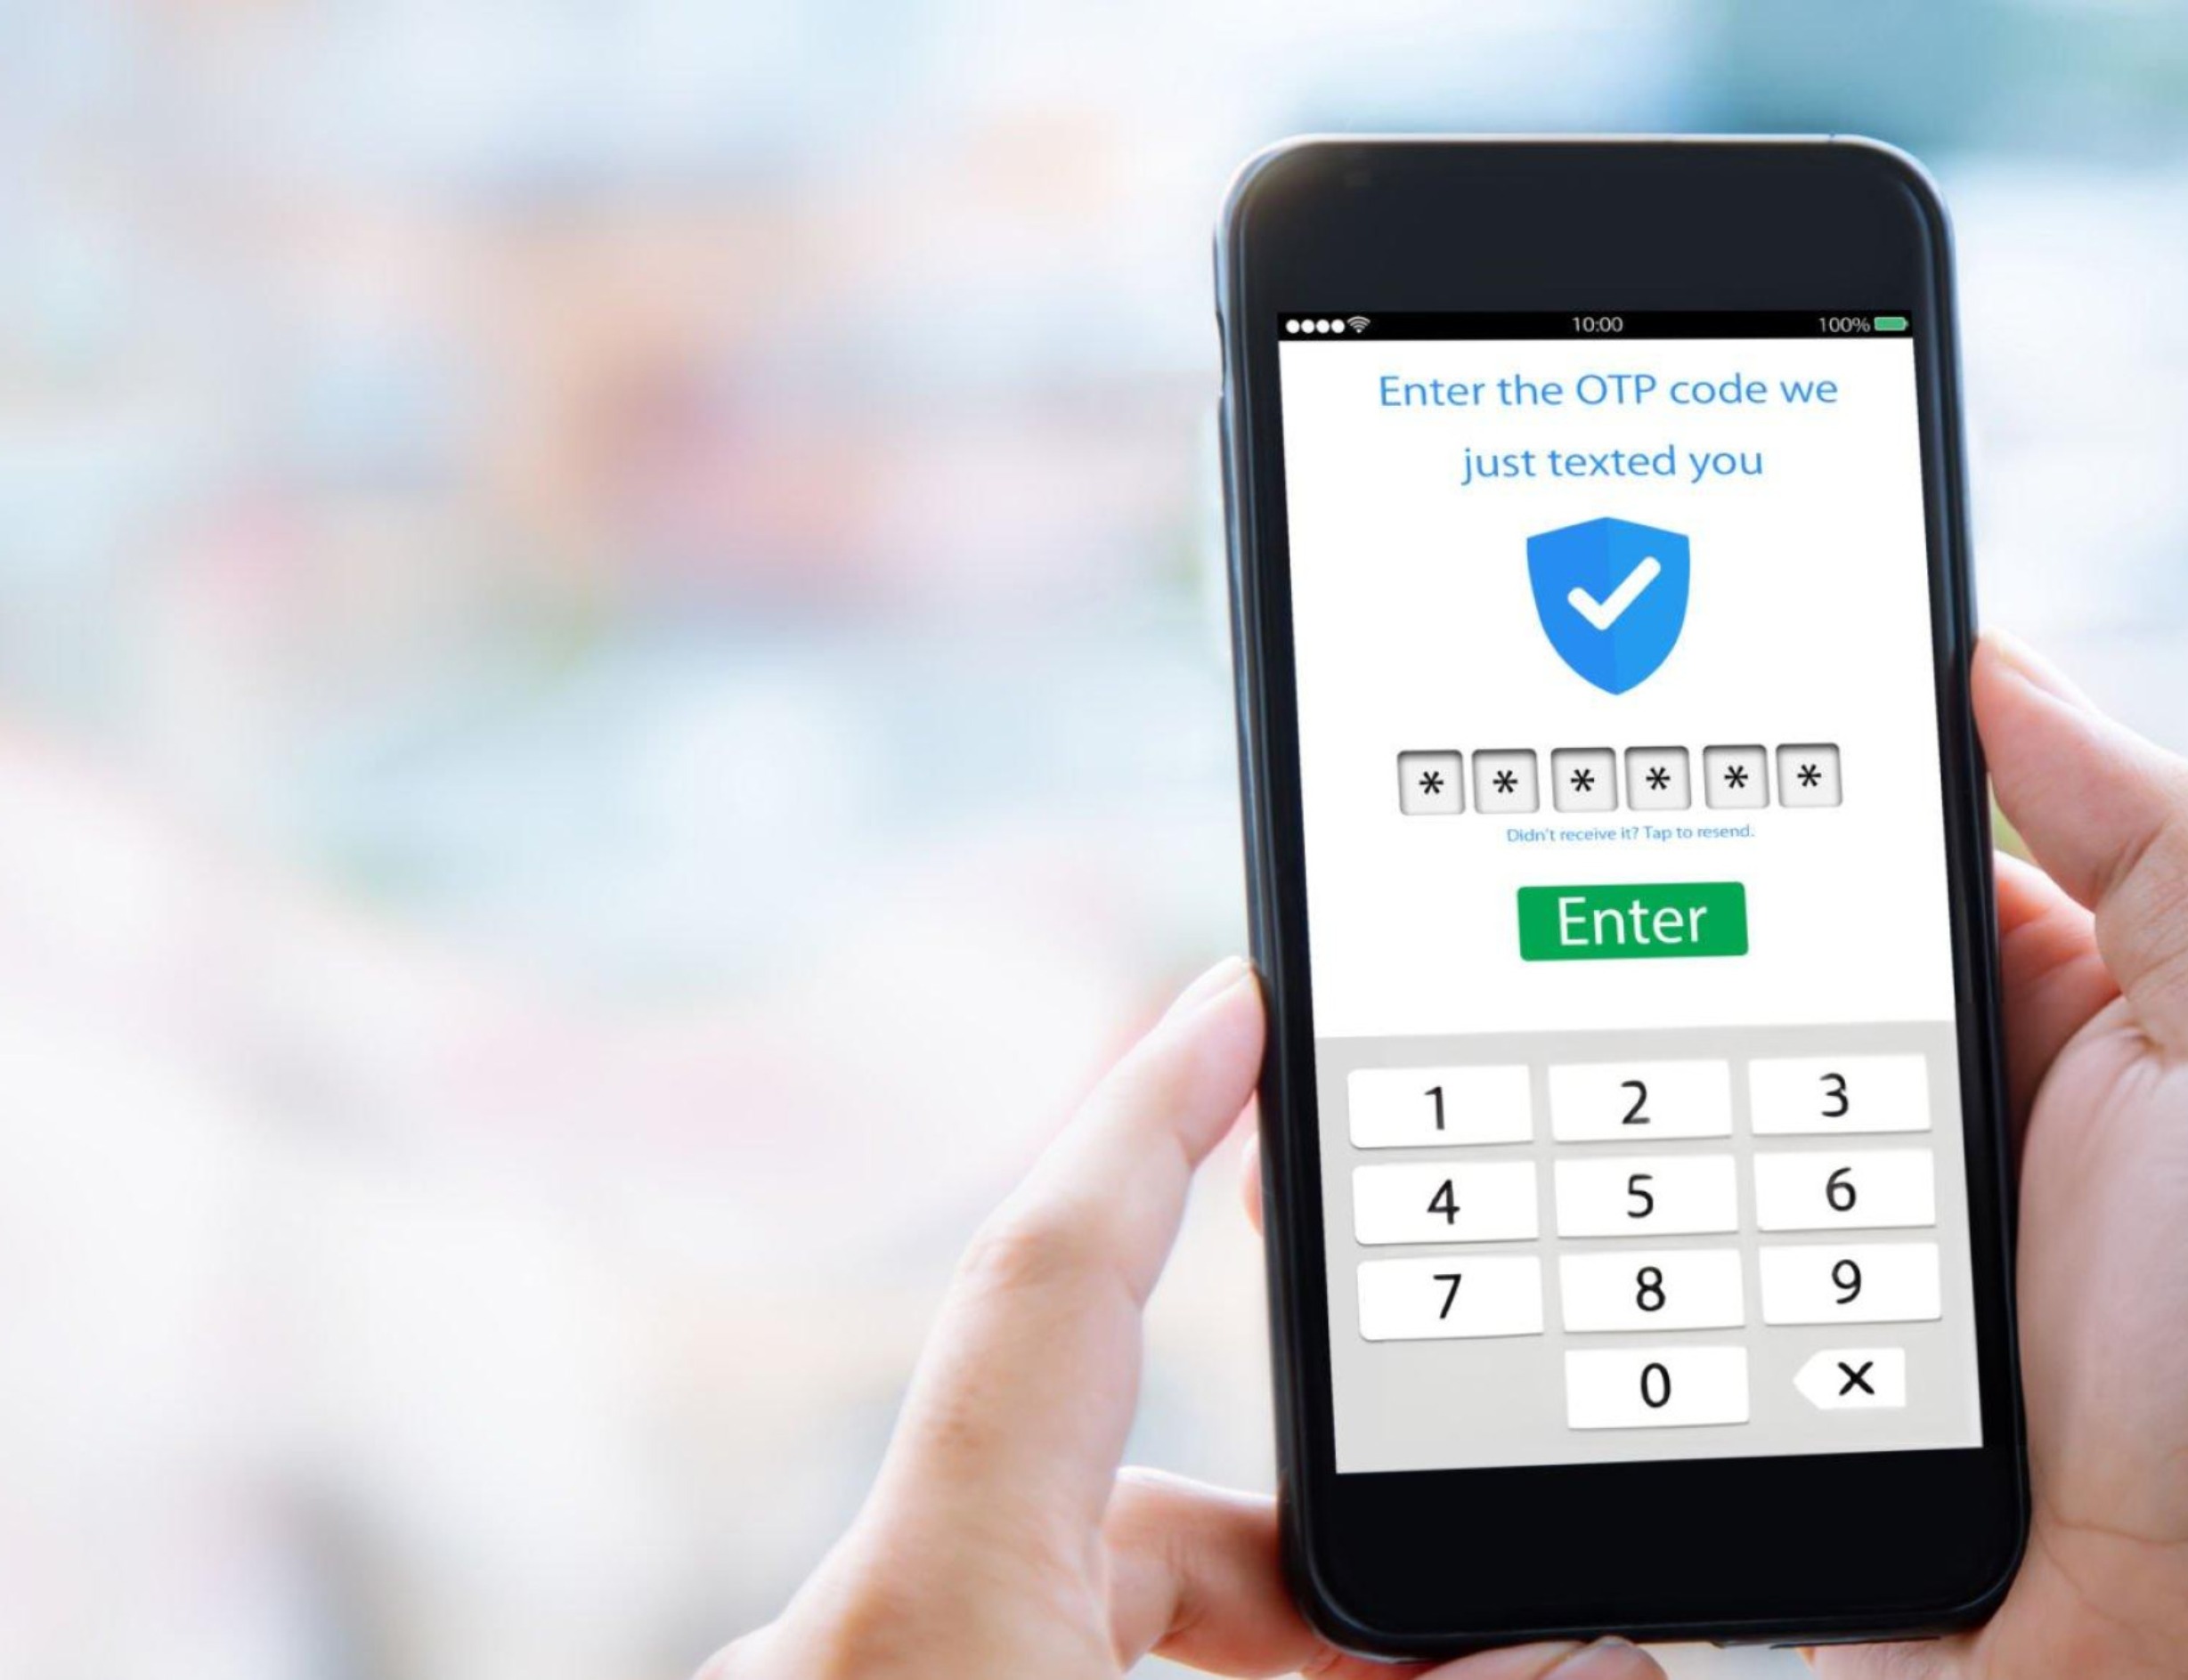 10:00 100%
Enter the OTP code we
just texted you
* * * * * *
Didn't receive it? Tap to resend.
Enter
1 2 3
4 5 6
7 8 9
0 X